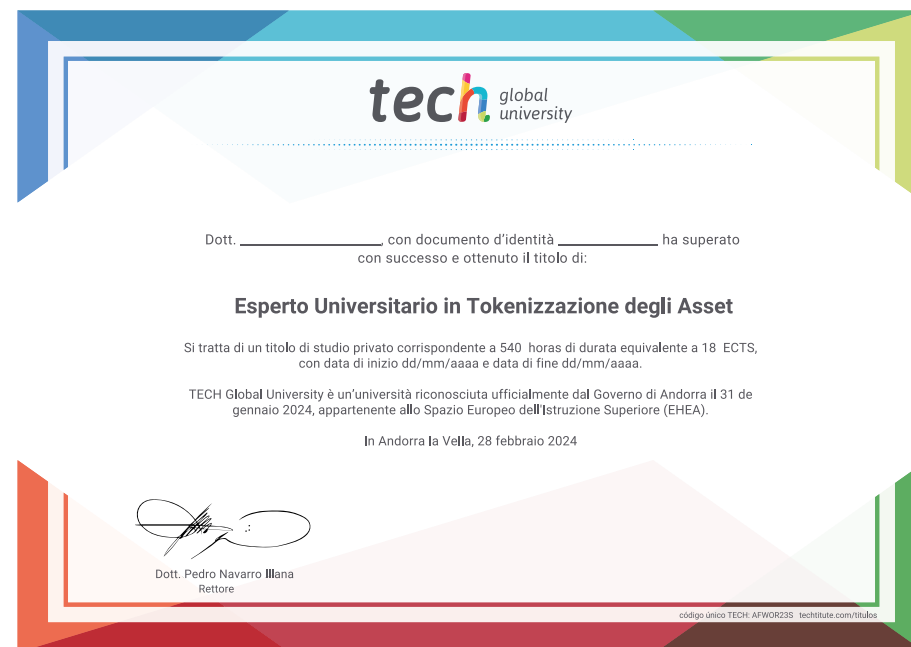 tech global university
Dott. ____________________, con documento d'identità ______________ ha superato
con successo e ottenuto il titolo di:
Esperto Universitario in Tokenizzazione degli Asset
Si tratta di un titolo di studio privato corrispondente a 540 horas di durata equivalente a 18 ECTS,
con data di inizio dd/mm/aaaa e data di fine dd/mm/aaaa.
TECH Global University è un'università riconosciuta ufficialmente dal Governo di Andorra il 31 de
gennaio 2024, appartenente allo Spazio Europeo dell'Istruzione Superiore (EHEA).
In Andorra la Vella, 28 febbraio 2024
Dott. Pedro Navarro Illana
Rettore
código único TECH: AFWOR23S techtitute.com/titulos